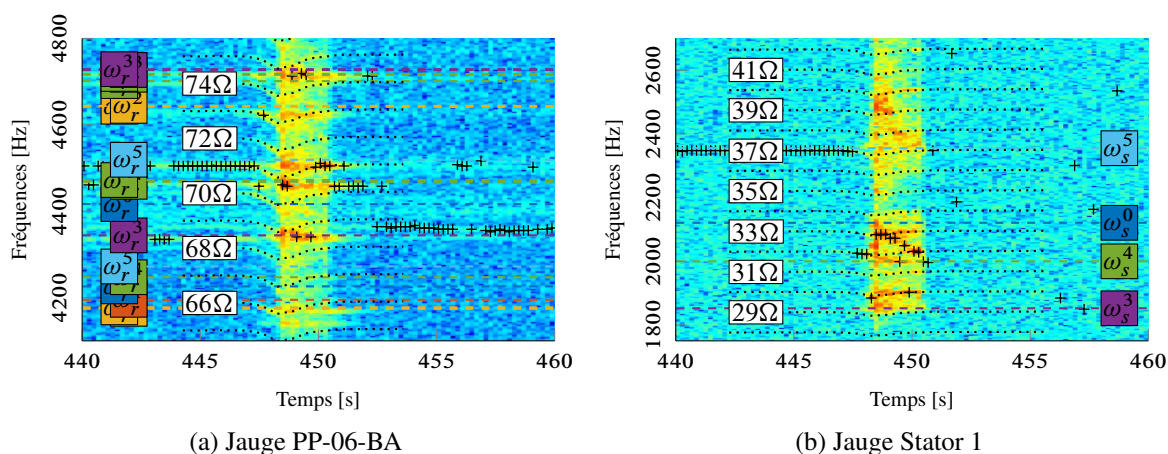 4800
4600
4400
4200
Fréquences [Hz]
74Ω
72Ω
70Ω
68Ω
66Ω
ω_r^3
ω_r^2
ω_r^5
ω_r^3
ω_r^5
440 445 450 455 460
Temps [s]
(a) Jauge PP-06-BA
2600
2400
2200
2000
1800
Fréquences [Hz]
41Ω
39Ω
37Ω
35Ω
33Ω
31Ω
29Ω
ω_s^5
ω_s^0
ω_s^4
ω_s^3
440 445 450 455 460
Temps [s]
(b) Jauge Stator 1